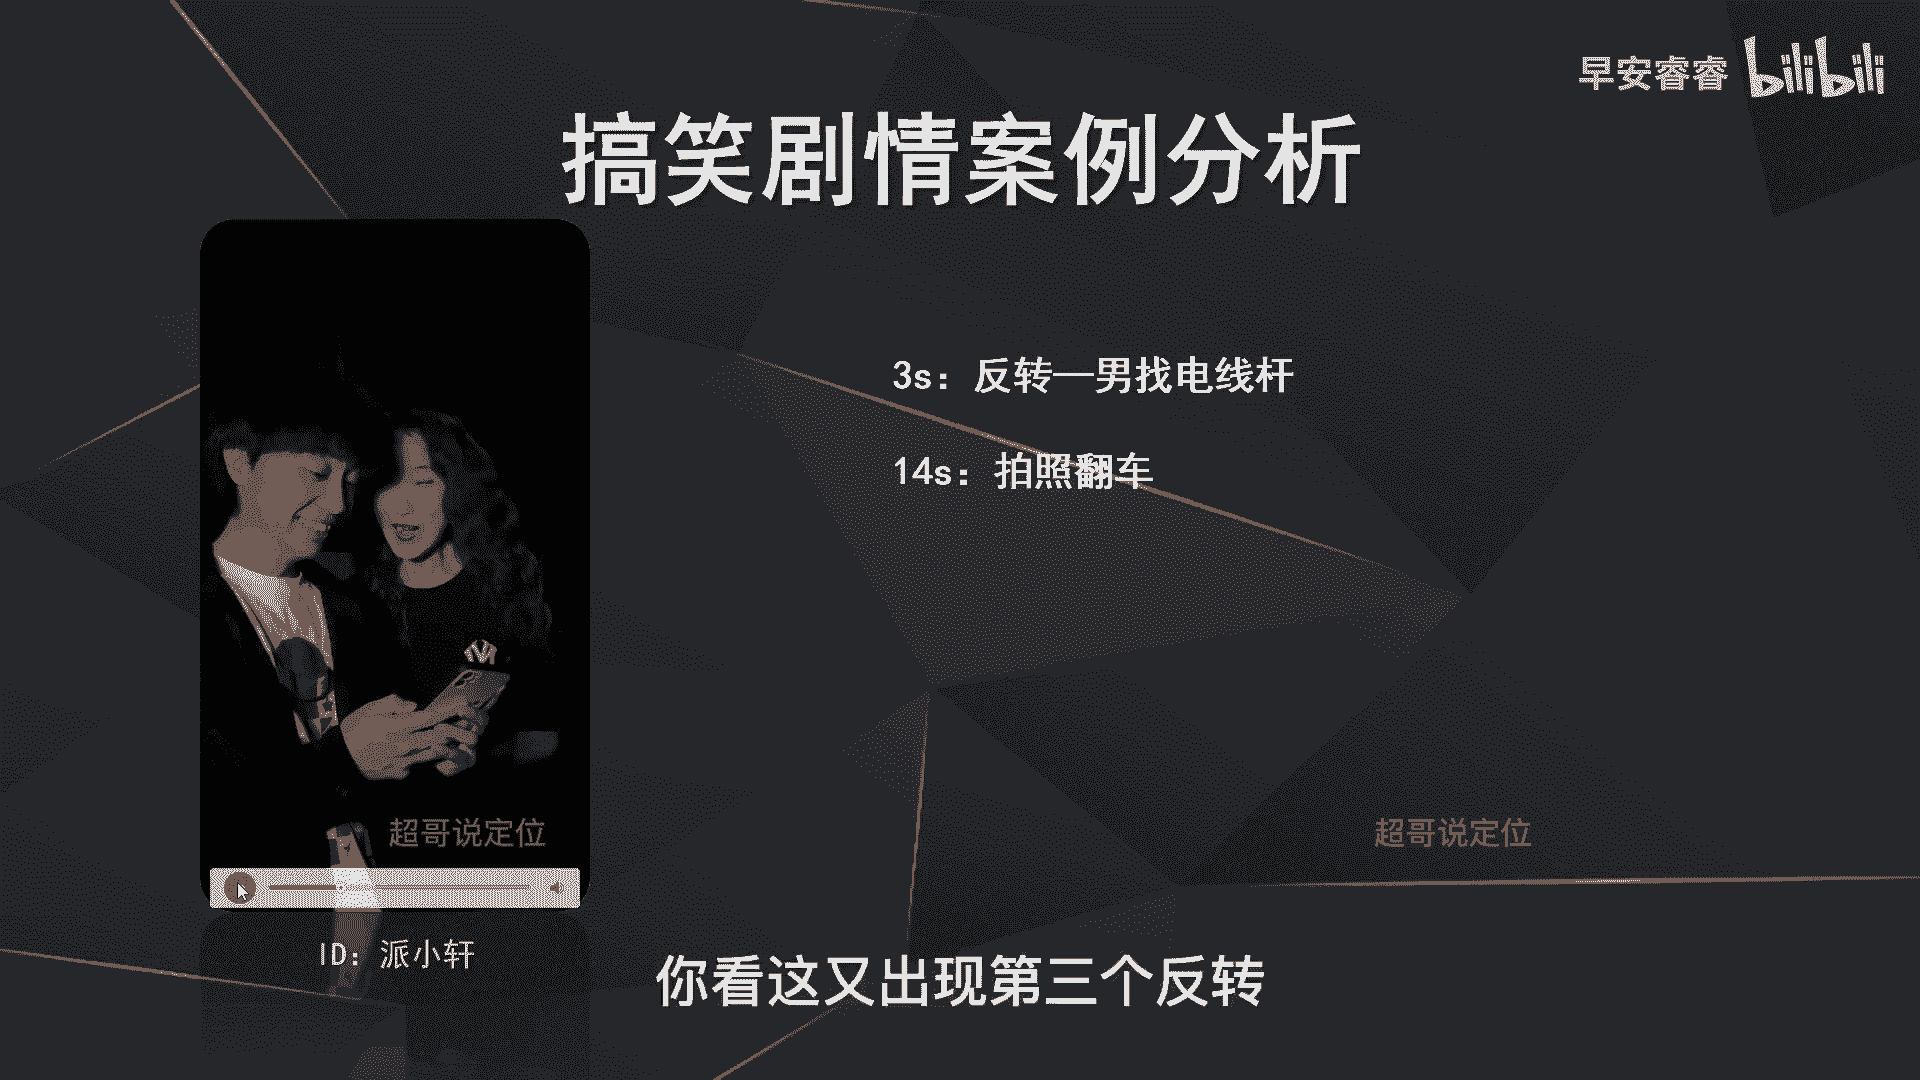 早安睿睿 bilibili
搞笑剧情案例分析
3s：反转—男找电线杆
14s：拍照翻车
超哥说定位
超哥说定位
ID：派小轩
你看这又出现第三个反转